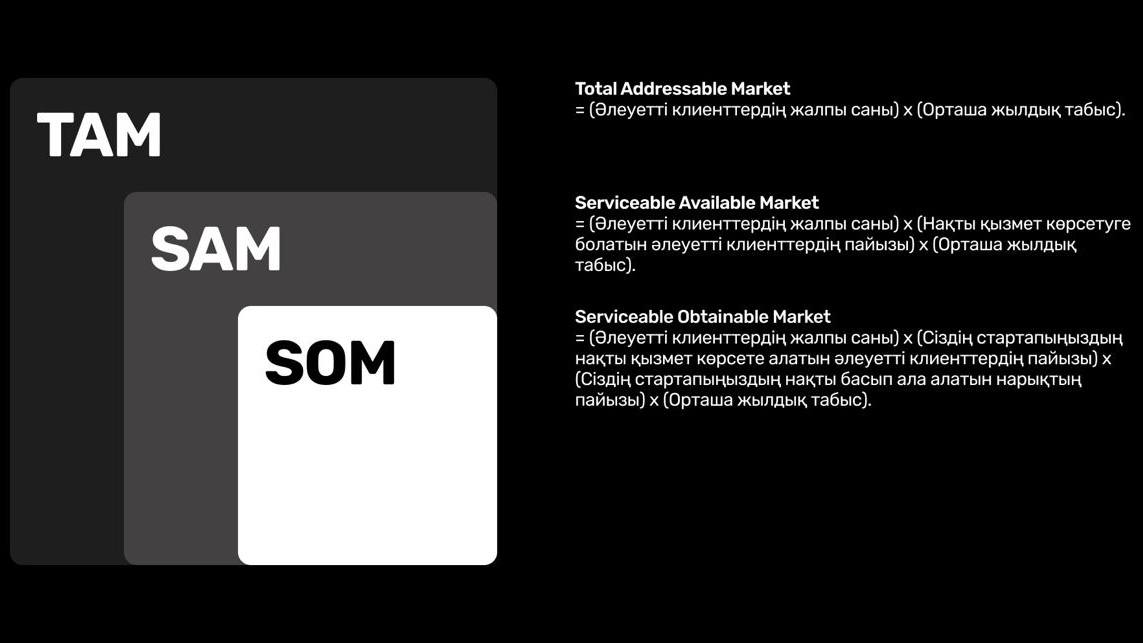 TAM
SAM
SOM
Total Addressable Market
= (Әлеуетті клиенттердің жалпы саны) x (Орташа жылдық табыс).
Serviceable Available Market
= (Әлеуетті клиенттердің жалпы саны) x (Нақты қызмет көрсетуге
болатын әлеуетті клиенттердің пайызы) x (Орташа жылдық
табыс).
Serviceable Obtainable Market
= (Әлеуетті клиенттердің жалпы саны) x (Сіздің стартапыңыздың
нақты қызмет көрсете алатын әлеуетті клиенттердің пайызы) x
(Сіздің стартапыңыздың нақты басып ала алатын нарықтың
пайызы) x (Орташа жылдық табыс).